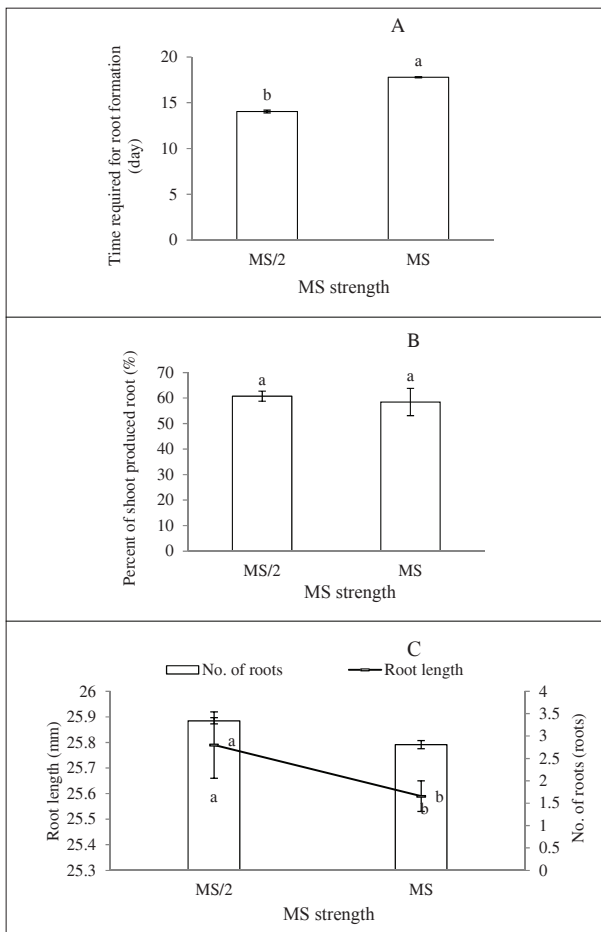 A
Time required for root formation
(day)
20
15
10
5
0
b
a
MS/2
MS
MS strength
B
Percent of shoot produced root (%)
70
60
50
40
30
20
10
0
a
a
MS/2
MS
MS strength
C
No. of roots
Root length
Root length (mm)
26
25.9
25.8
25.7
25.6
25.5
25.4
25.3
a
a
b
b
4
3.5
3
2.5
2
1.5
1
0.5
0
No. of roots (roots)
MS/2
MS
MS strength